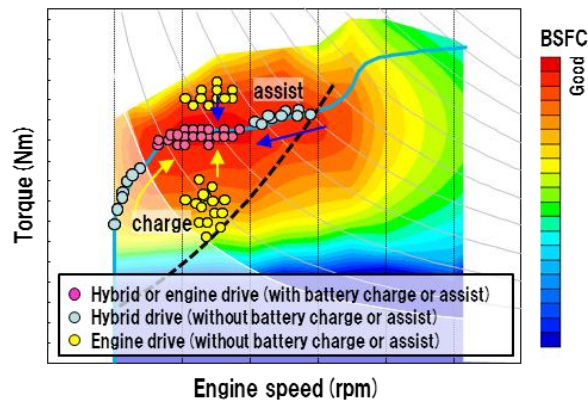 BSFC
Good
assist
charge
Torque (Nm)
Hybrid or engine drive (with battery charge or assist)
Hybrid drive (without battery charge or assist)
Engine drive (without battery charge or assist)
Engine speed (rpm)